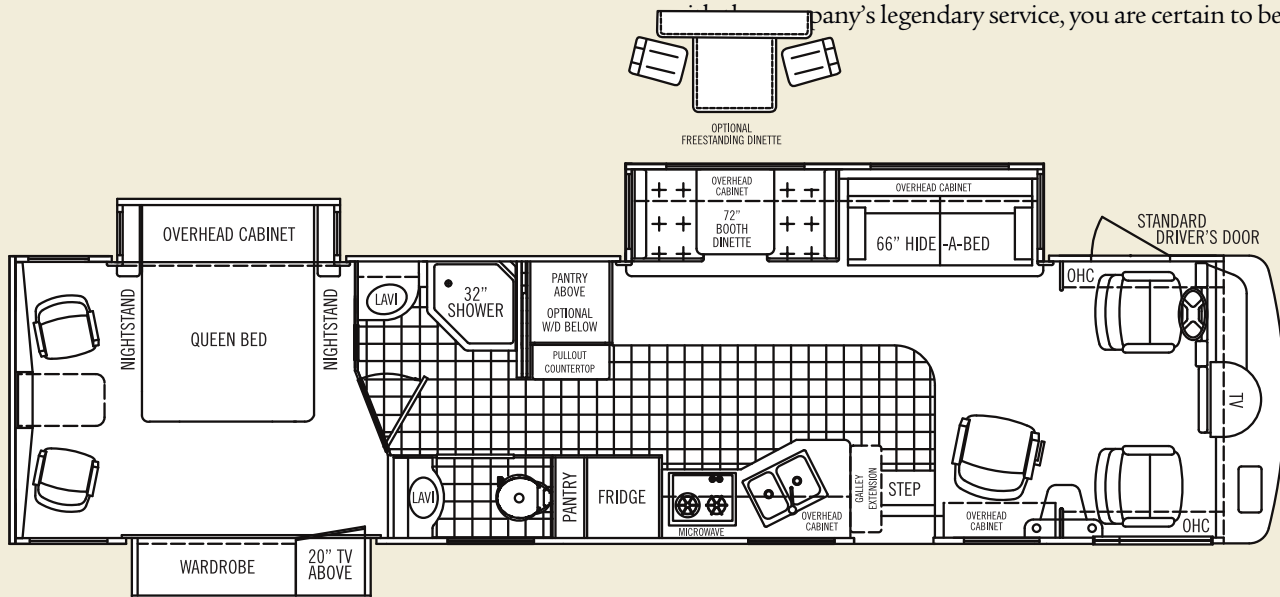 pany's legendary service, you are certain to be
OPTIONAL
FREESTANDING DINETTE
OVERHEAD
CABINET
72"
BOOTH
DINETTE
OVERHEAD CABINET
66" HIDE-A-BED
STANDARD
DRIVER'S DOOR
OHC
OVERHEAD CABINET
NIGHTSTAND
QUEEN BED
NIGHTSTAND
LAVI
32"
SHOWER
PANTRY
ABOVE
OPTIONAL
W/D BELOW
PULLOUT
COUNTERTOP
TV
LAVI
PANTRY
FRIDGE
MICROWAVE
OVERHEAD
CABINET
GALLEY
EXTENSION
STEP
OVERHEAD
CABINET
OHC
WARDROBE
20" TV
ABOVE